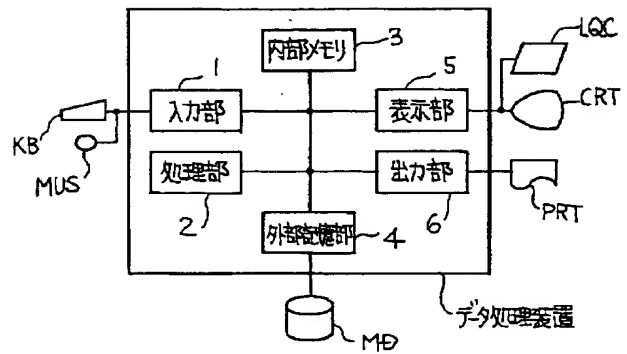 LQC
内部メモリ
3
1
5
入力部
表示部
CRT
KB
MUS
処理部
出力部
2
6
PRT
外部記憶部
4
データ処理装置
MD